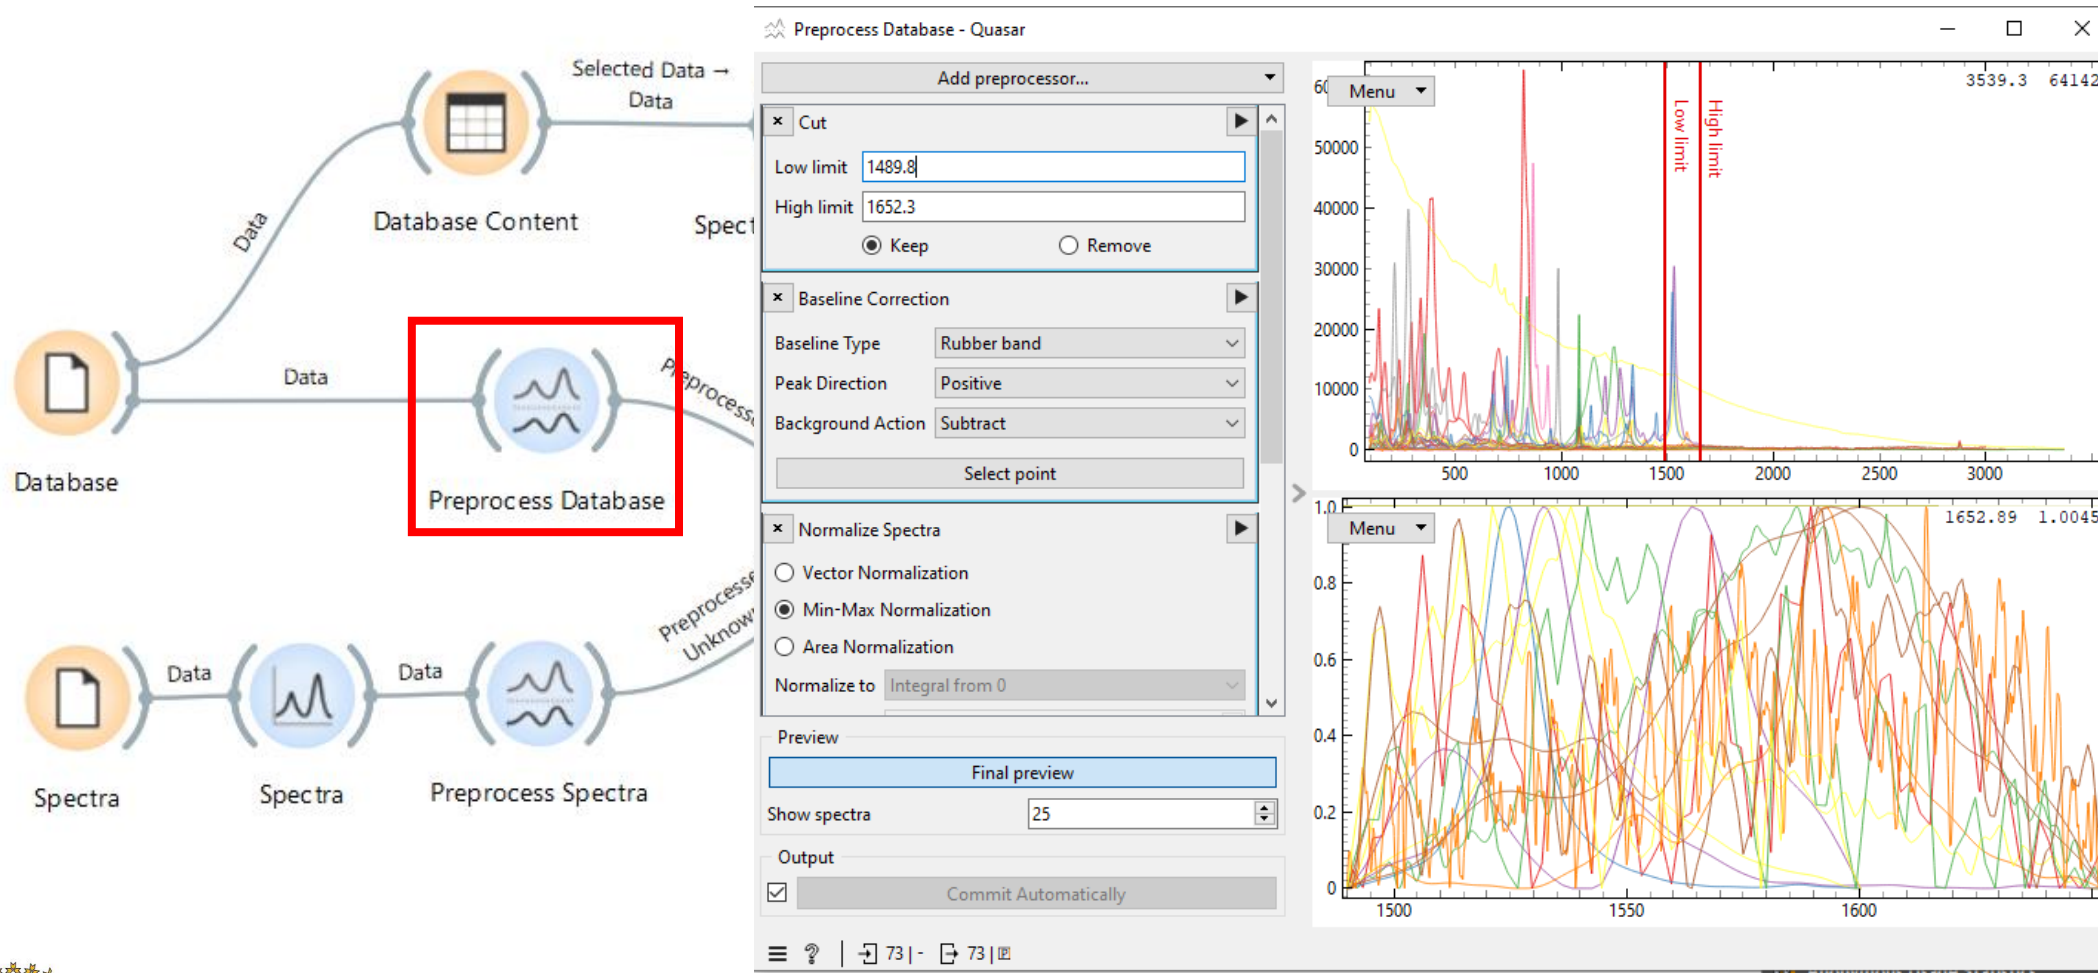 Selected Data →
Data
Database Content
Spect
Data
Data
Database
Preprocess Database
Preprocess
Preprocesse
Unknow
Data
Data
Spectra
Spectra
Preprocess Spectra
Preprocess Database - Quasar
Add preprocessor...
Cut
Low limit 1489.8
High limit 1652.3
Keep Remove
Baseline Correction
Baseline Type Rubber band
Peak Direction Positive
Background Action Subtract
Select point
Normalize Spectra
Vector Normalization
Min-Max Normalization
Area Normalization
Normalize to Integral from 0
Preview
Final preview
Show spectra 25
Output
Commit Automatically
73 | - 73 |
Menu
3539.3 64142
Low limit
High limit
50000
40000
30000
20000
10000
0
500 1000 1500 2000 2500 3000
1.0
Menu
1652.89 1.0045
0.8
0.6
0.4
0.2
0
1500 1550 1600